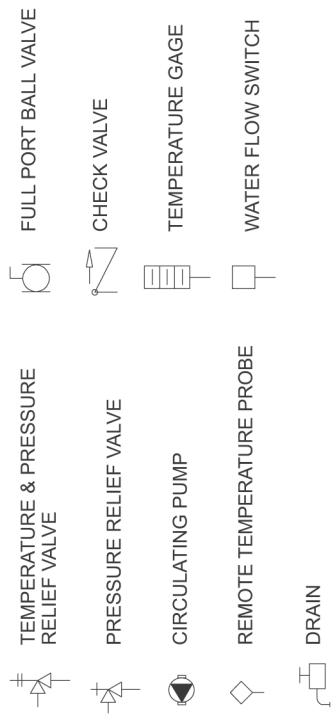 TEMPERATURE & PRESSURE
RELIEF VALVE
PRESSURE RELIEF VALVE
CIRCULATING PUMP
REMOTE TEMPERATURE PROBE
DRAIN
FULL PORT BALL VALVE
CHECK VALVE
TEMPERATURE GAGE
WATER FLOW SWITCH